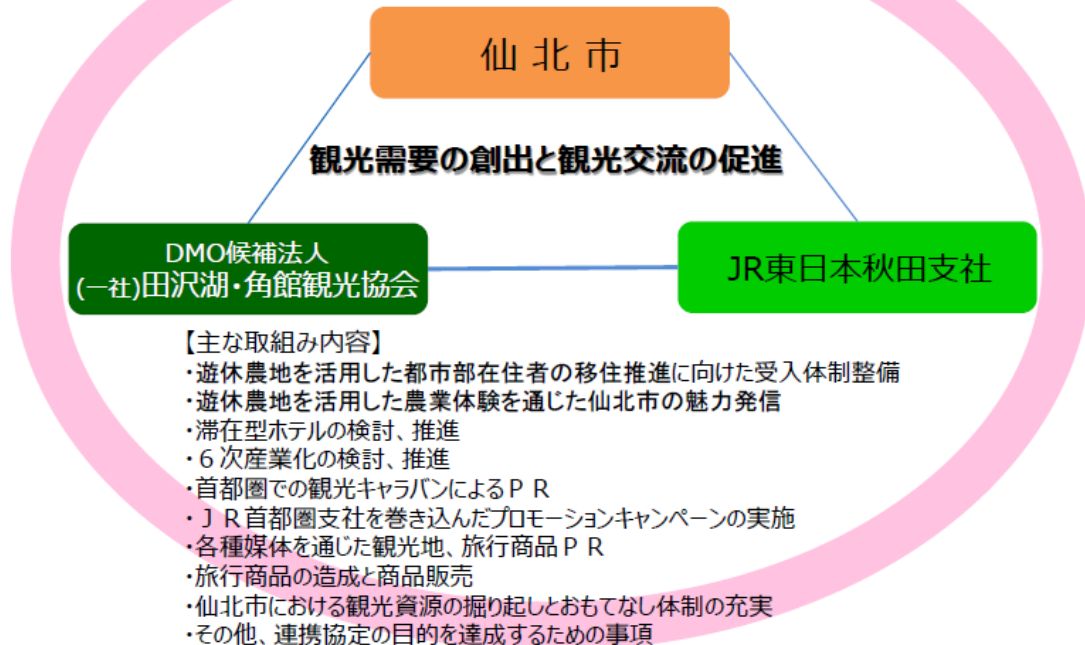 仙北市
観光需要の創出と観光交流の促進
DMO候補法人
(一社)田沢湖・角館観光協会
JR東日本秋田支社
【主な取組み内容】
・遊休農地を活用した都市部在住者の移住推進に向けた受入体制整備
・遊休農地を活用した農業体験を通じた仙北市の魅力発信
・滞在型ホテルの検討、推進
・６次産業化の検討、推進
・首都圏での観光キャラバンによるＰＲ
・ＪＲ首都圏支社を巻き込んだプロモーションキャンペーンの実施
・各種媒体を通じた観光地、旅行商品ＰＲ
・旅行商品の造成と商品販売
・仙北市における観光資源の掘り起しとおもてなし体制の充実
・その他、連携協定の目的を達成するための事項